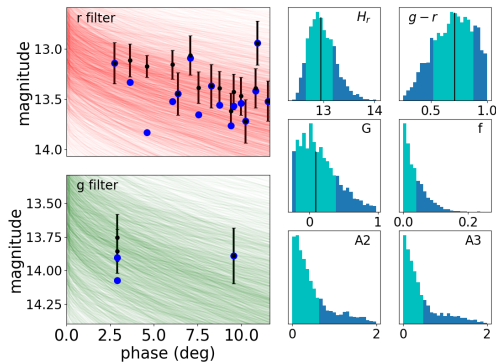 r filter
magnitude
13.0
13.5
14.0
g filter
magnitude
13.50
13.75
14.00
14.25
0.0 2.5 5.0 7.5 10.0
phase (deg)
H_r
13 14
g − r
0.5 1.0
G
0 1
f
0.0 0.2
A2
0 2
A3
0 2